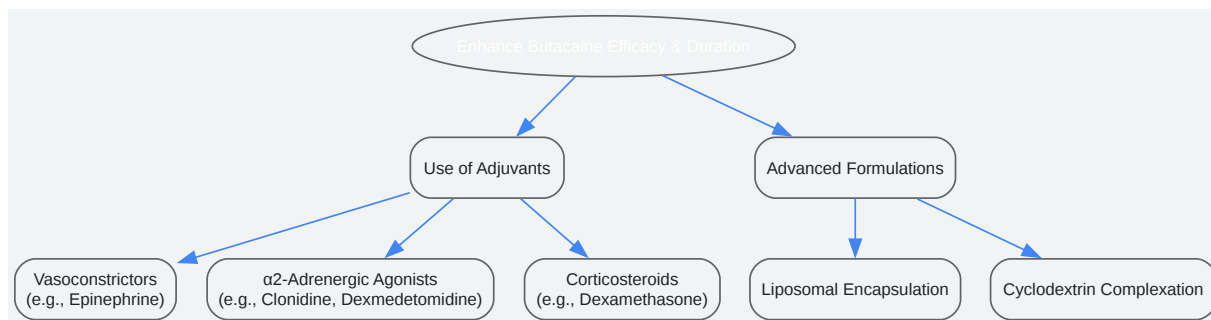 Enhance Butacaine Efficacy & Duration
Use of Adjuvants
Advanced Formulations
Vasoconstrictors
(e.g., Epinephrine)
α2-Adrenergic Agonists
(e.g., Clonidine, Dexmedetomidine)
Corticosteroids
(e.g., Dexamethasone)
Liposomal Encapsulation
Cyclodextrin Complexation